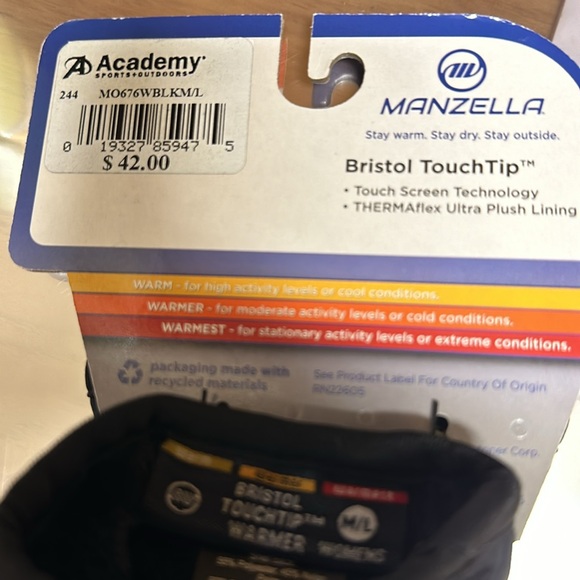 Academy
SPORTS+OUTDOORS
244 MO676WBLKM/L
0 19327 85947 5
$ 42.00
MANZELLA
Stay warm. Stay dry. Stay outside.
Bristol TouchTip™
• Touch Screen Technology
• THERMAflex Ultra Plush Lining
WARM - for high activity levels or cool conditions.
WARMER - for moderate activity levels or cold conditions.
WARMEST - for stationary activity levels or extreme conditions.
packaging made with
recycled materials
See Product Label For Country Of Origin
RN22605
Corp.
BRISTOL
TOUCHTIP™
WARMER WOMENS
M/L